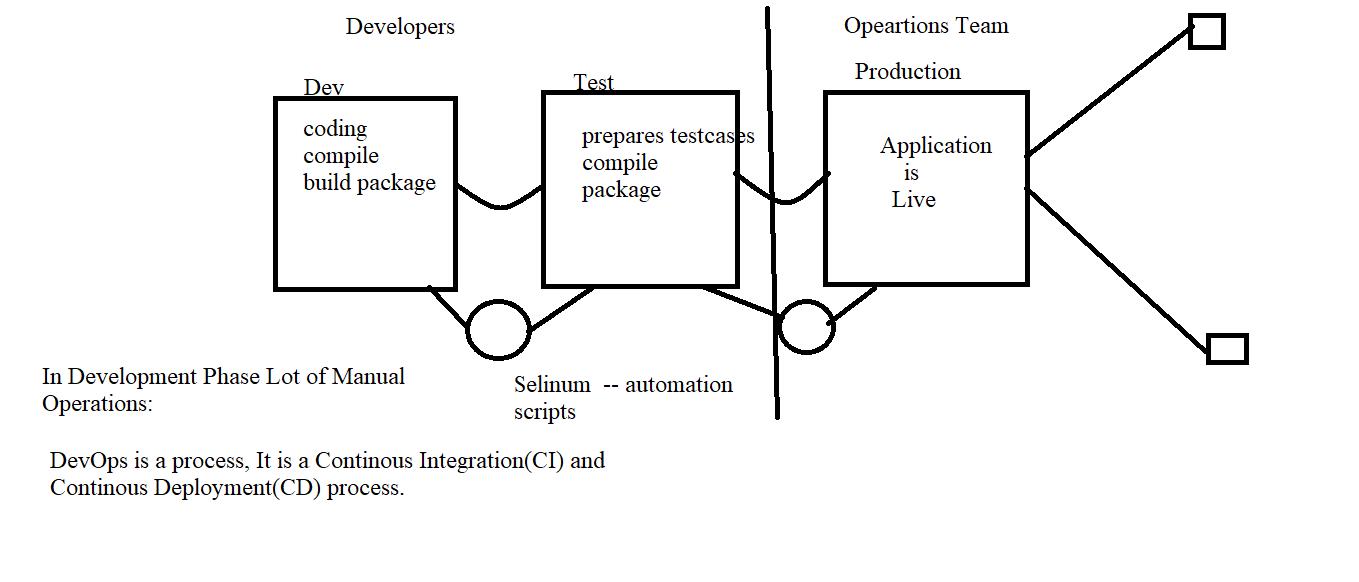 Developers
Opeartions Team
Dev
Test
Production
coding
compile
build package
prepares testcases
compile
package
Application
is
Live
In Development Phase Lot of Manual
Operations:
Selinum -- automation
scripts
DevOps is a process, It is a Continous Integration(CI) and
Continous Deployment(CD) process.